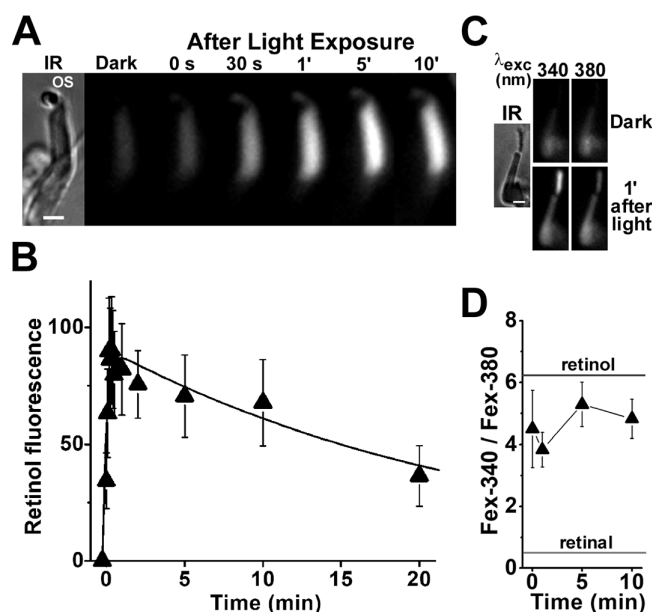 A
After Light Exposure
IR Dark 0 s 30 s 1' 5' 10'
OS
B
Retinol fluorescence
100
50
0
0 5 10 15 20
Time (min)
C
λexc (nm) 340 380
IR
Dark
1' after light
D
Fex-340 / Fex-380
8
6
4
2
0
retinol
retinal
0 5 10
Time (min)